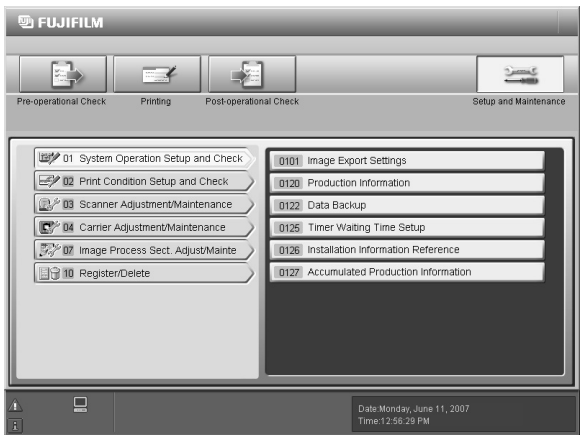 FUJIFILM
Pre-operational Check
Printing
Post-operational Check
Setup and Maintenance
01 System Operation Setup and Check
02 Print Condition Setup and Check
03 Scanner Adjustment/Maintenance
04 Carrier Adjustment/Maintenance
07 Image Process Sect. Adjust/Mainte
10 Register/Delete
0101 Image Export Settings
0120 Production Information
0122 Data Backup
0125 Timer Waiting Time Setup
0126 Installation Information Reference
0127 Accumulated Production Information
Date:Monday, June 11, 2007
Time:12:56:29 PM